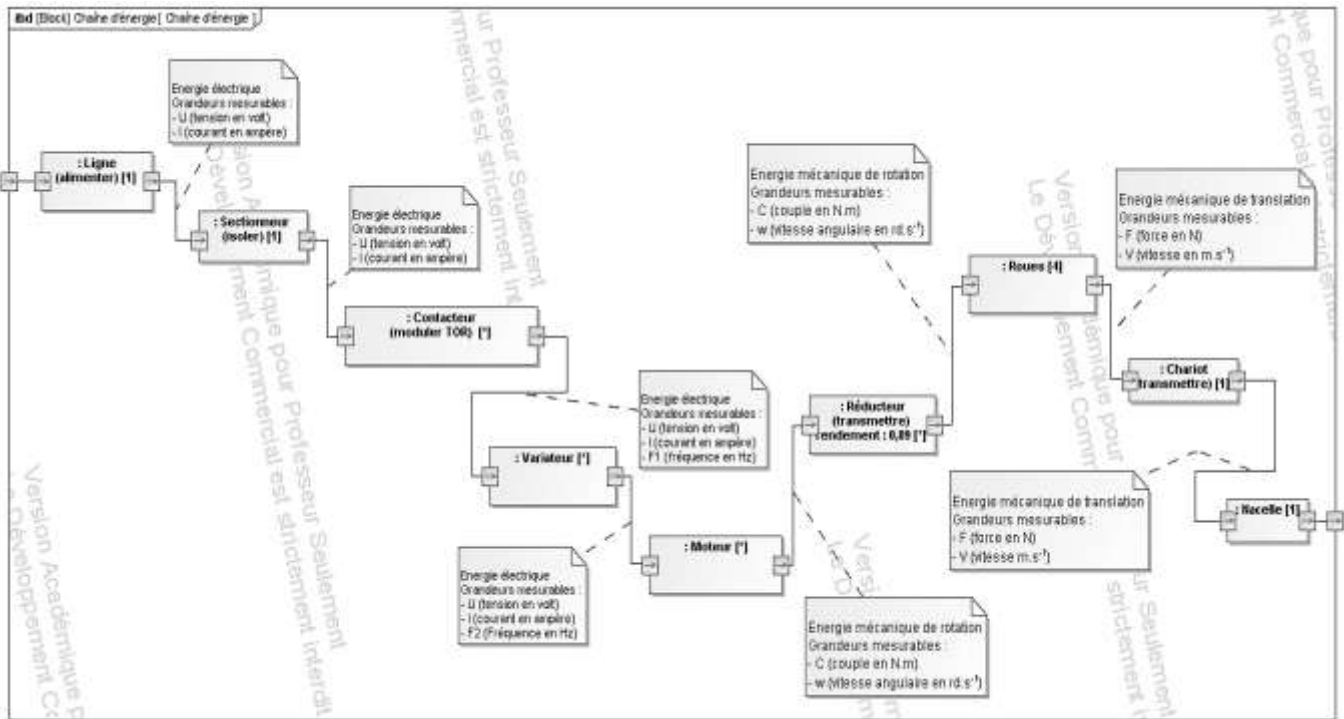 ibd [Block] Chaîne d'énergie[ Chaîne d'énergie ]
Energie électrique
Grandeurs mesurables :
- U (tension en volt)
- I (courant en ampère)
: Ligne
(alimenter) [1]
: Sectionneur
(isoler) [1]
Energie électrique
Grandeurs mesurables :
- U (tension en volt)
- I (courant en ampère)
: Contacteur
(moduler TOR) [*]
Energie électrique
Grandeurs mesurables :
- U (tension en volt)
- I (courant en ampère)
- F1 (fréquence en Hz)
: Variateur [*]
Energie électrique
Grandeurs mesurables :
- U (tension en volt)
- I (courant en ampère)
- F2 (Fréquence en Hz)
: Moteur [*]
Energie mécanique de rotation
Grandeurs mesurables :
- C (couple en N.m)
- w (vitesse angulaire en rd.s⁻¹)
: Réducteur
(transmettre)
rendement : 0,89 [*]
Energie mécanique de rotation
Grandeurs mesurables :
- C (couple en N.m)
- w (vitesse angulaire en rd.s⁻¹)
: Roues [4]
Energie mécanique de translation
Grandeurs mesurables :
- F (force en N)
- V (vitesse en m.s⁻¹)
: Chariot
(transmettre) [1]
Energie mécanique de translation
Grandeurs mesurables :
- F (force en N)
- V (vitesse m.s⁻¹)
: Nacelle [1]
Version Académique pour Professeur Seulement
Le Développement Commercial est strictement Interdit